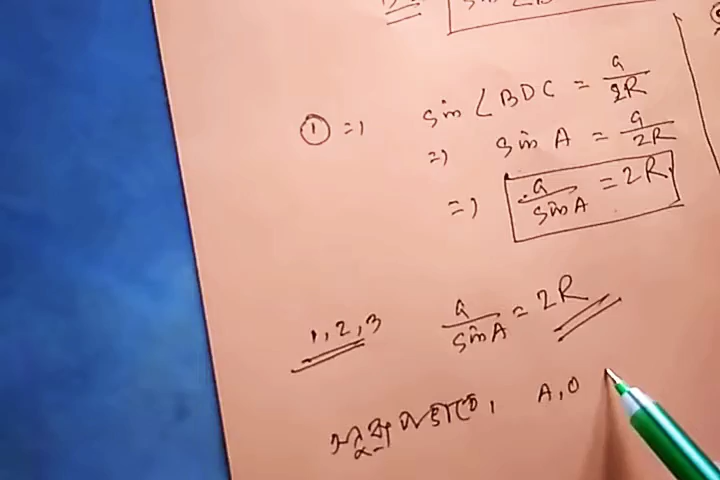 ① ⇒ sin ∠BDC = a/2R
⇒ sin A = a/2R
⇒ a/sin A = 2R
1, 2, 3 a/sin A = 2R
A, O